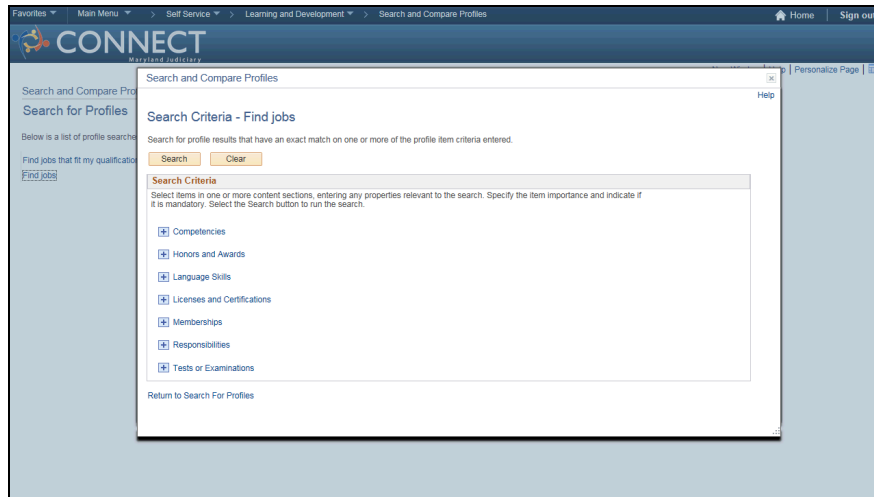 Favorites Main Menu > Self Service > Learning and Development > Search and Compare Profiles Home Sign out
CONNECT
Maryland Judiciary
Personalize Page
Search and Compare Profiles
Help
Search and Compare Pro
Search for Profiles
Below is a list of profile searche
Find jobs that fit my qualification
Find jobs
Search Criteria - Find jobs
Search for profile results that have an exact match on one or more of the profile item criteria entered.
Search Clear
Search Criteria
Select items in one or more content sections, entering any properties relevant to the search. Specify the item importance and indicate if
it is mandatory. Select the Search button to run the search.
Competencies
Honors and Awards
Language Skills
Licenses and Certifications
Memberships
Responsibilities
Tests or Examinations
Return to Search For Profiles